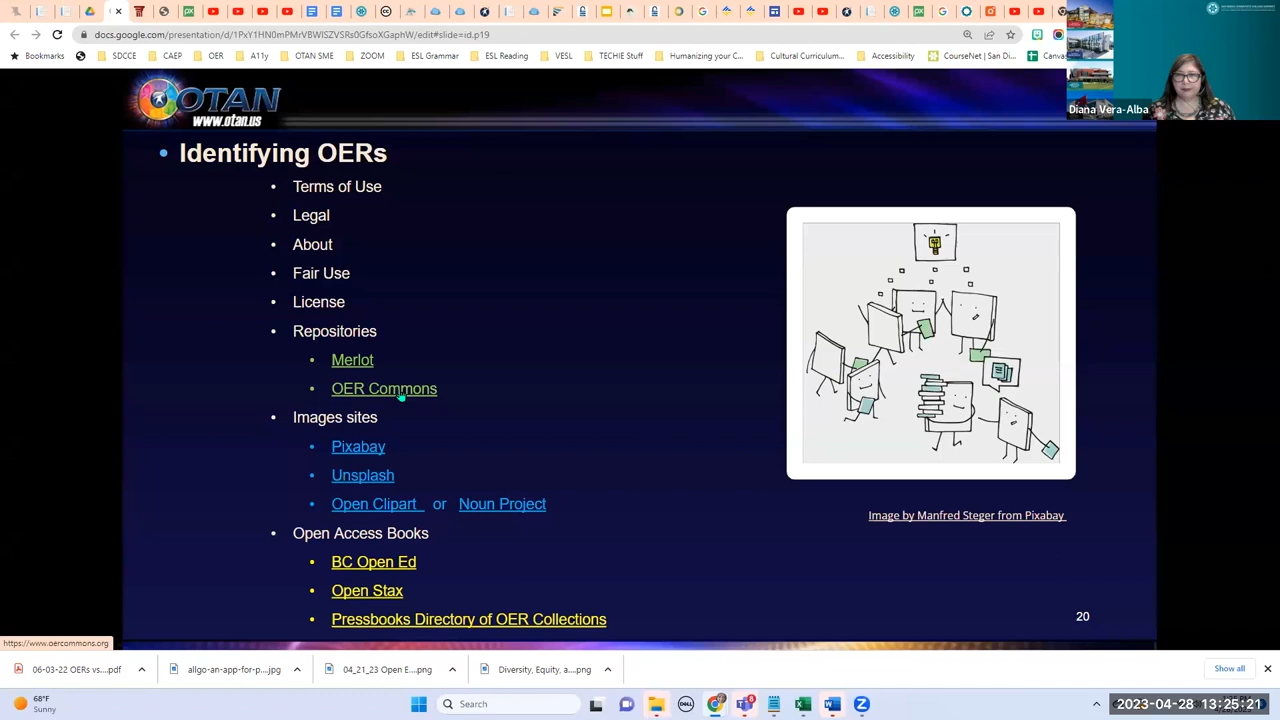 docs.google.com/presentation/d/1PxY1HN0mPMrVBWISZVSRs9GfHBTNRW/edit#slide=id.p19
Bookmarks
SDCCE
CAEP
OER
A11y
OTAN's
ESL Grammar
ESL Reading
VESL
Humanizing your C...
Cultural Curriculum...
Accessibility
CourseNet | San Di...
Canvas
Diana Vera-Alba
OTAN
www.otan.us
Identifying OERs
Terms of Use
Legal
About
Fair Use
License
Repositories
Merlot
OER Commons
Images sites
Pixabay
Unsplash
Open Clipart or Noun Project
Open Access Books
BC Open Ed
Open Stax
Pressbooks Directory of OER Collections
Image by Manfred Steger from Pixabay
20
https://www.oercommons.org
06-03-22 OERs vs....pdf
allgo-an-app-for-p....jpg
04_21_23 Open E....png
Diversity, Equity, a....png
Show all
68°F
Sunny
Search
2023-04-28 13:25:21